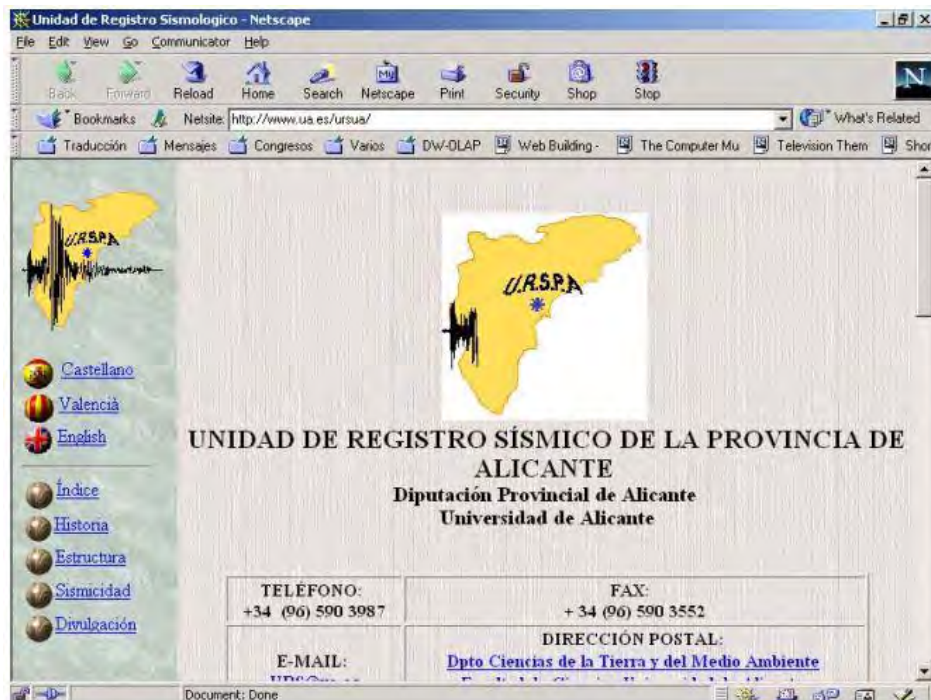 Unidad de Registro Sismologico - Netscape
File Edit View Go Communicator Help
Back Forward Reload Home Search Netscape Print Security Shop Stop
My
N
Bookmarks Netsite: http://www.ua.es/ursua/ What's Related
Traducción Mensajes Congresos Varios DW-OLAP Web Building - The Computer Mu Television Them Shor
U.R.S.P.A
U.R.S.P.A
Castellano
Valencià
English
Índice
Historia
Estructura
Sismicidad
Divulgación
UNIDAD DE REGISTRO SÍSMICO DE LA PROVINCIA DE
ALICANTE
Diputación Provincial de Alicante
Universidad de Alicante
TELÉFONO:
+34 (96) 590 3987
FAX:
+ 34 (96) 590 3552
E-MAIL:
DIRECCIÓN POSTAL:
Dpto Ciencias de la Tierra y del Medio Ambiente
Document: Done